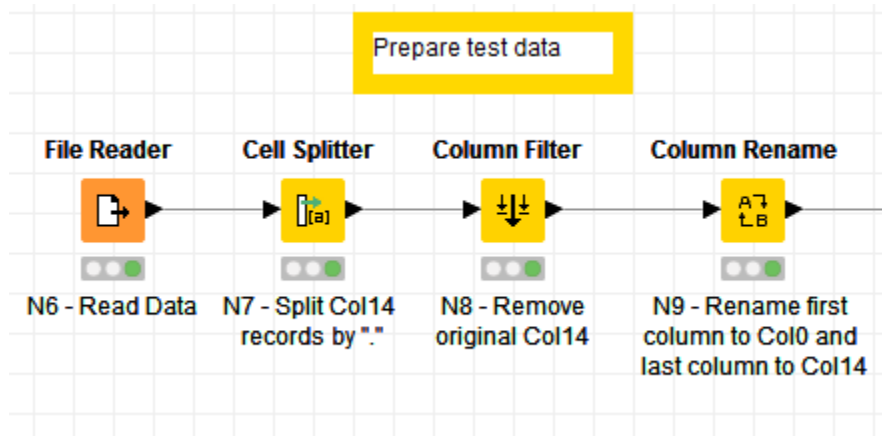 Prepare test data
File Reader
Cell Splitter
Column Filter
Column Rename
[a]
A
B
N6 - Read Data
N7 - Split Col14
records by "."
N8 - Remove
original Col14
N9 - Rename first
column to Col0 and
last column to Col14